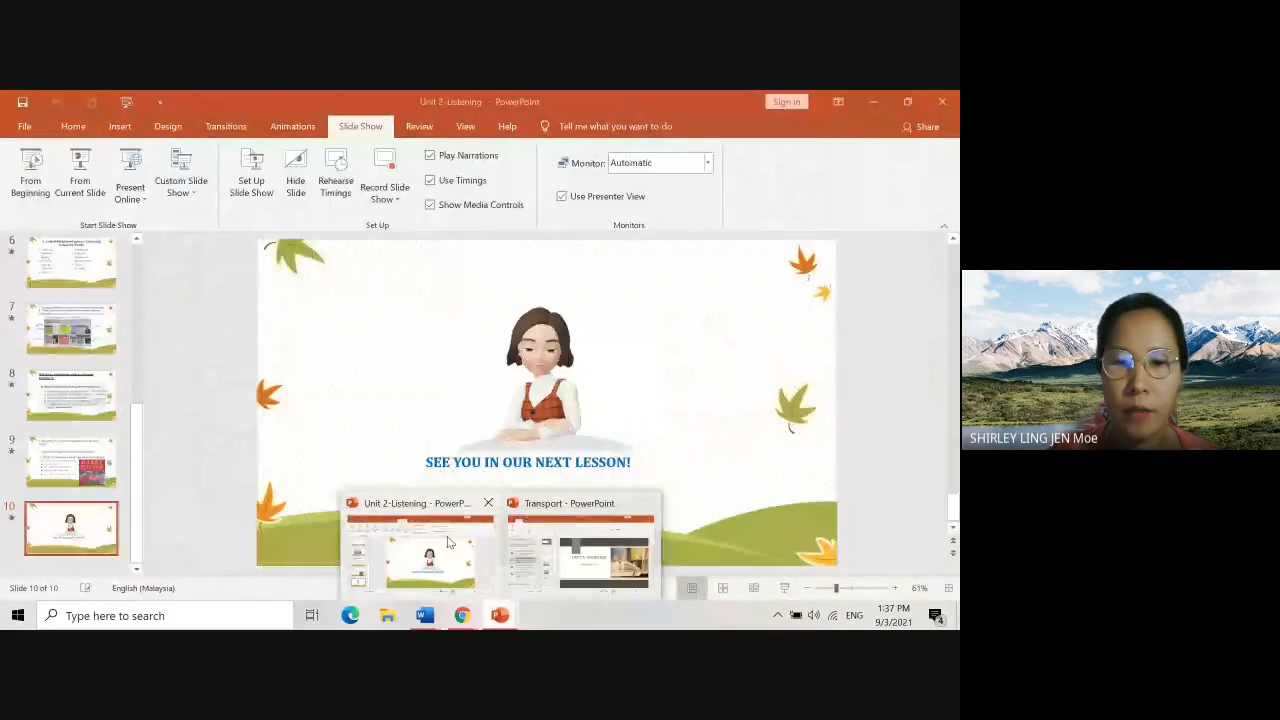 Unit 2-Listening PowerPoint
Sign in
File Home Insert Design Transitions Animations Slide Show Review View Help Tell me what you want to do Share
From Beginning
From Current Slide
Present Online
Custom Slide Show
Set Up Slide Show
Hide Slide
Rehearse Timings
Record Slide Show
Play Narrations
Use Timings
Show Media Controls
Monitor: Automatic
Use Presenter View
Start Slide Show
Set Up
Monitors
6
7
8
9
10
SEE YOU IN OUR NEXT LESSON!
Unit 2-Listening - PowerP...
Transport - PowerPoint
SHIRLEY LING JEN Moe
Slide 10 of 10
English (Malaysia)
61%
Type here to search
ENG
1:37 PM
9/3/2021
4